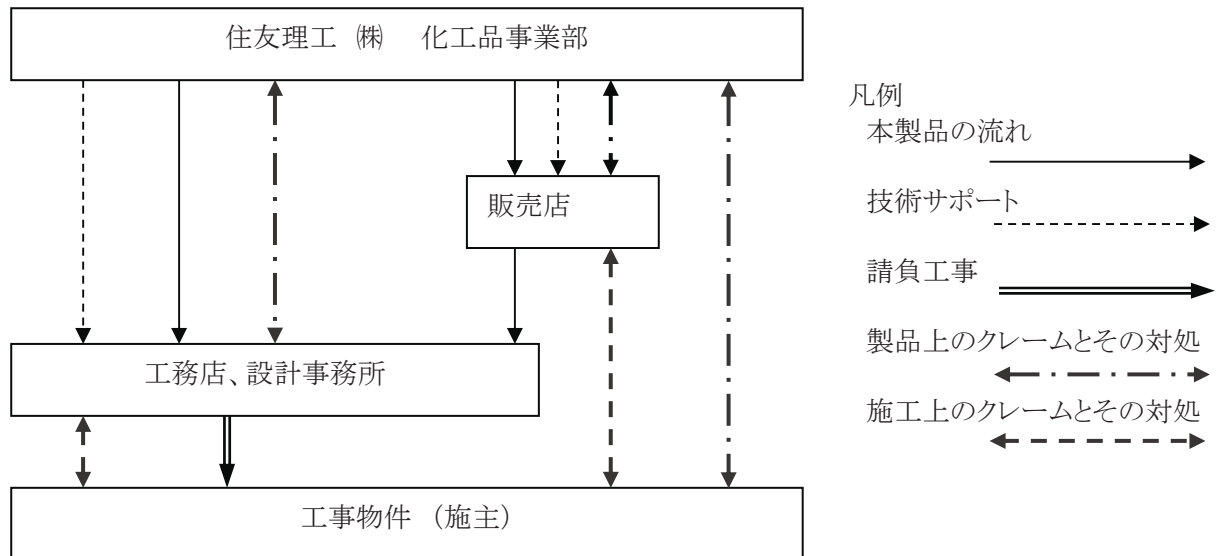 住友理工 ㈱ 化工品事業部
販売店
工務店、設計事務所
工事物件 （施主）
凡例
本製品の流れ
技術サポート
請負工事
製品上のクレームとその対処
施工上のクレームとその対処